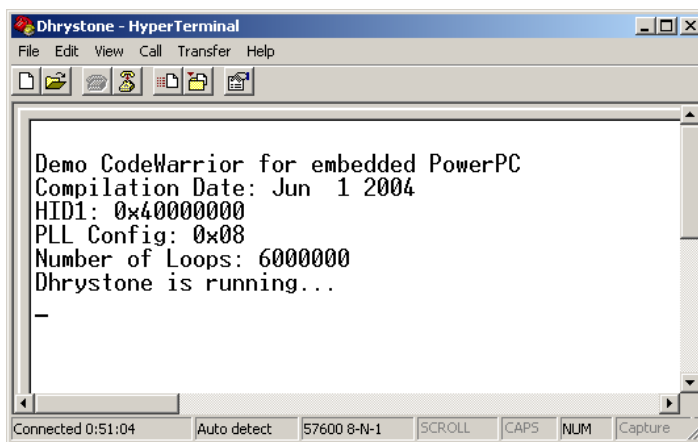 Dhrystone - HyperTerminal
File Edit View Call Transfer Help
Demo CodeWarrior for embedded PowerPC
Compilation Date: Jun  1 2004
HID1: 0x40000000
PLL Config: 0x08
Number of Loops: 6000000
Dhrystone is running...
_
Connected 0:51:04 Auto detect 57600 8-N-1 SCROLL CAPS NUM Capture